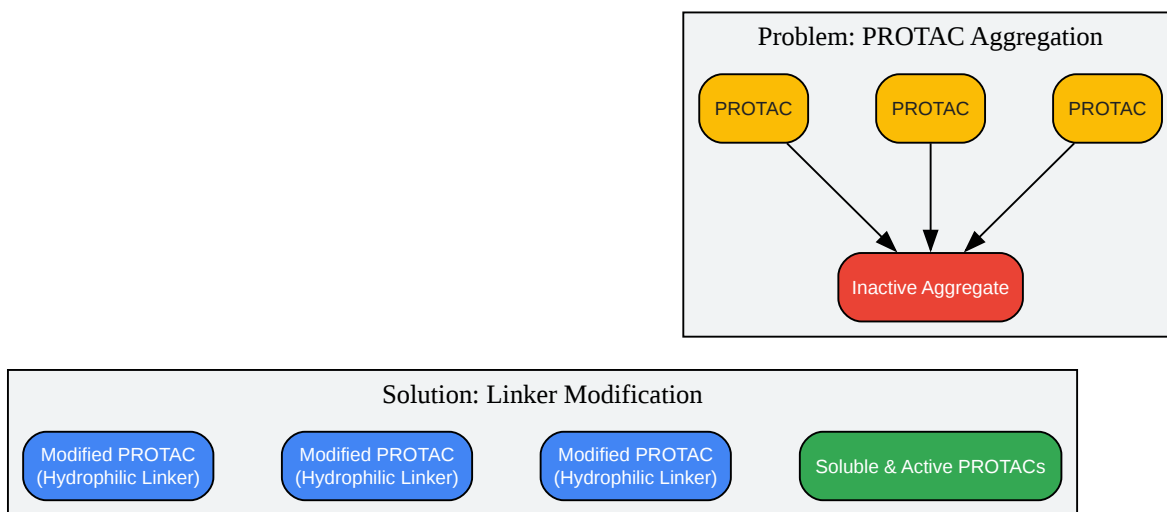 Problem: PROTAC Aggregation
PROTAC
PROTAC
PROTAC
Inactive Aggregate
Solution: Linker Modification
Modified PROTAC
(Hydrophilic Linker)
Modified PROTAC
(Hydrophilic Linker)
Modified PROTAC
(Hydrophilic Linker)
Soluble & Active PROTACs